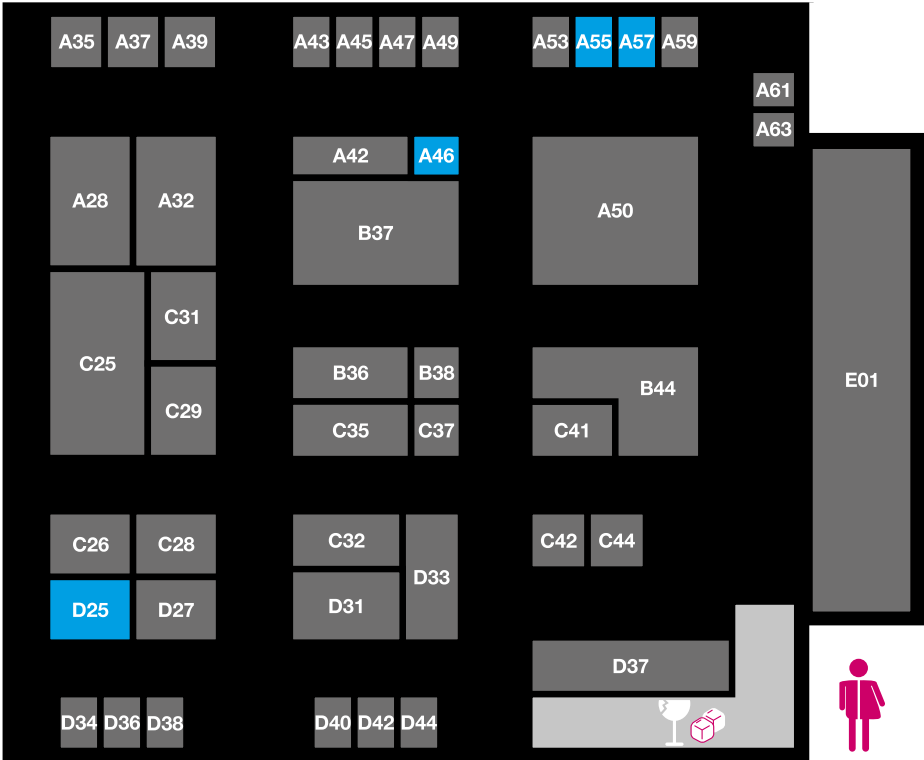 A35 A37 A39 A43 A45 A47 A49 A53 A55 A57 A59
A61
A63
A42 A46
A28 A32 A50
B37
C31
C25
C29
B36 B38 B44 E01
C35 C37 C41
C26 C28 C32 C42 C44
D33
D25 D27 D31
D37
D34 D36 D38 D40 D42 D44